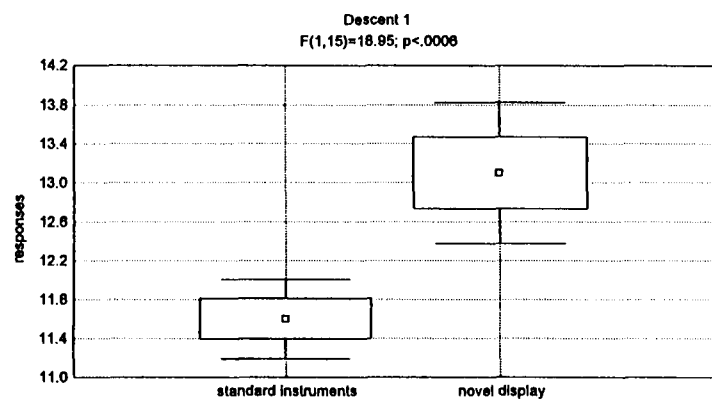 Descent 1
F(1,15)=18.95; p<.0006
14.2
13.8
13.4
13.0
12.6
12.2
11.8
11.4
11.0
responses
standard instruments
novel display